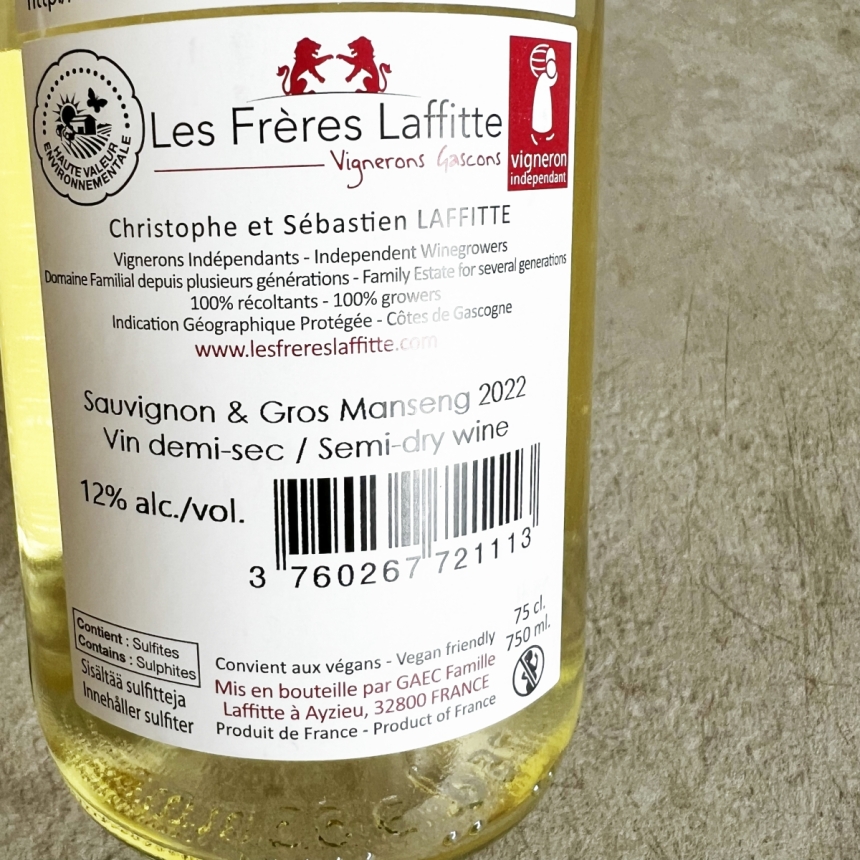 HAUTE VALEUR
ENVIRONNEMENTALE
Les Frères Laffitte
Vignerons Gascons
vigneron
indépendant
Christophe et Sébastien LAFFITTE
Vignerons Indépendants - Independent Winegrowers
Domaine Familial depuis plusieurs générations - Family Estate for several generations
100% récoltants - 100% growers
Indication Géographique Protégée - Côtes de Gascogne
www.lesfrereslaffitte.com
Sauvignon & Gros Manseng 2022
Vin demi-sec / Semi-dry wine
12% alc./vol.
3 760267 721113
75 cl.
750 ml.
Contient : Sulfites
Contains : Sulphites
Sisältää sulfitteja
Innehåller sulfiter
Convient aux végans - Vegan friendly
Mis en bouteille par GAEC Famille
Laffitte à Ayzieu, 32800 FRANCE
Produit de France - Product of France